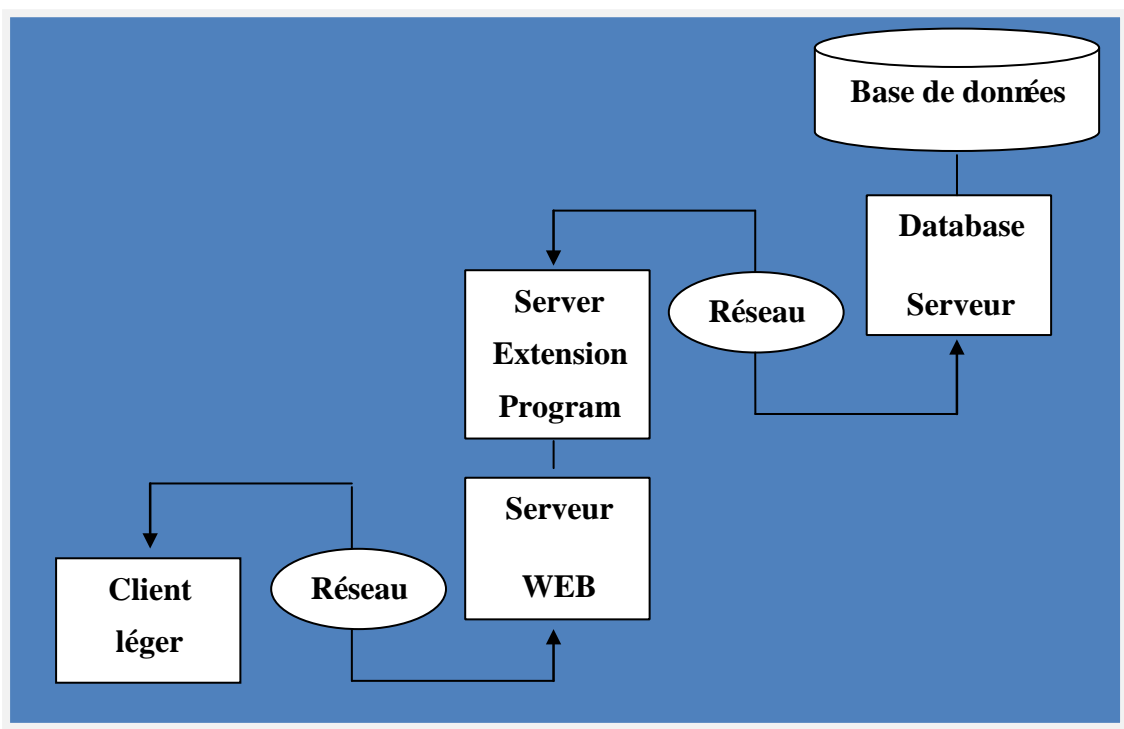 Base de données
Database
Serveur
Server
Extension
Program
Réseau
Serveur
WEB
Client
léger
Réseau